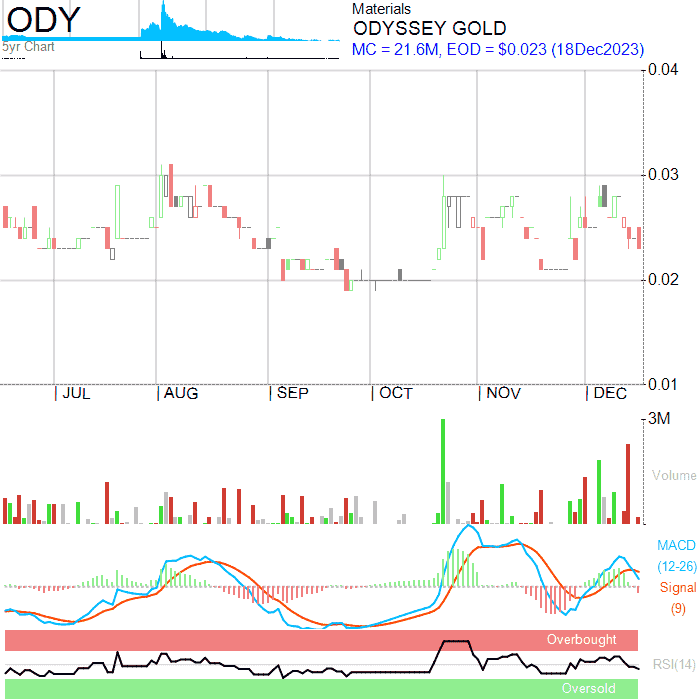 ODY
5yr Chart
Materials
ODYSSEY GOLD
MC = 21.6M, EOD = $0.023 (18Dec2023)
0.04
0.03
0.02
0.01
JUL AUG SEP OCT NOV DEC
3M
Volume
MACD
(12-26)
Signal
(9)
Overbought
RSI(14)
Oversold